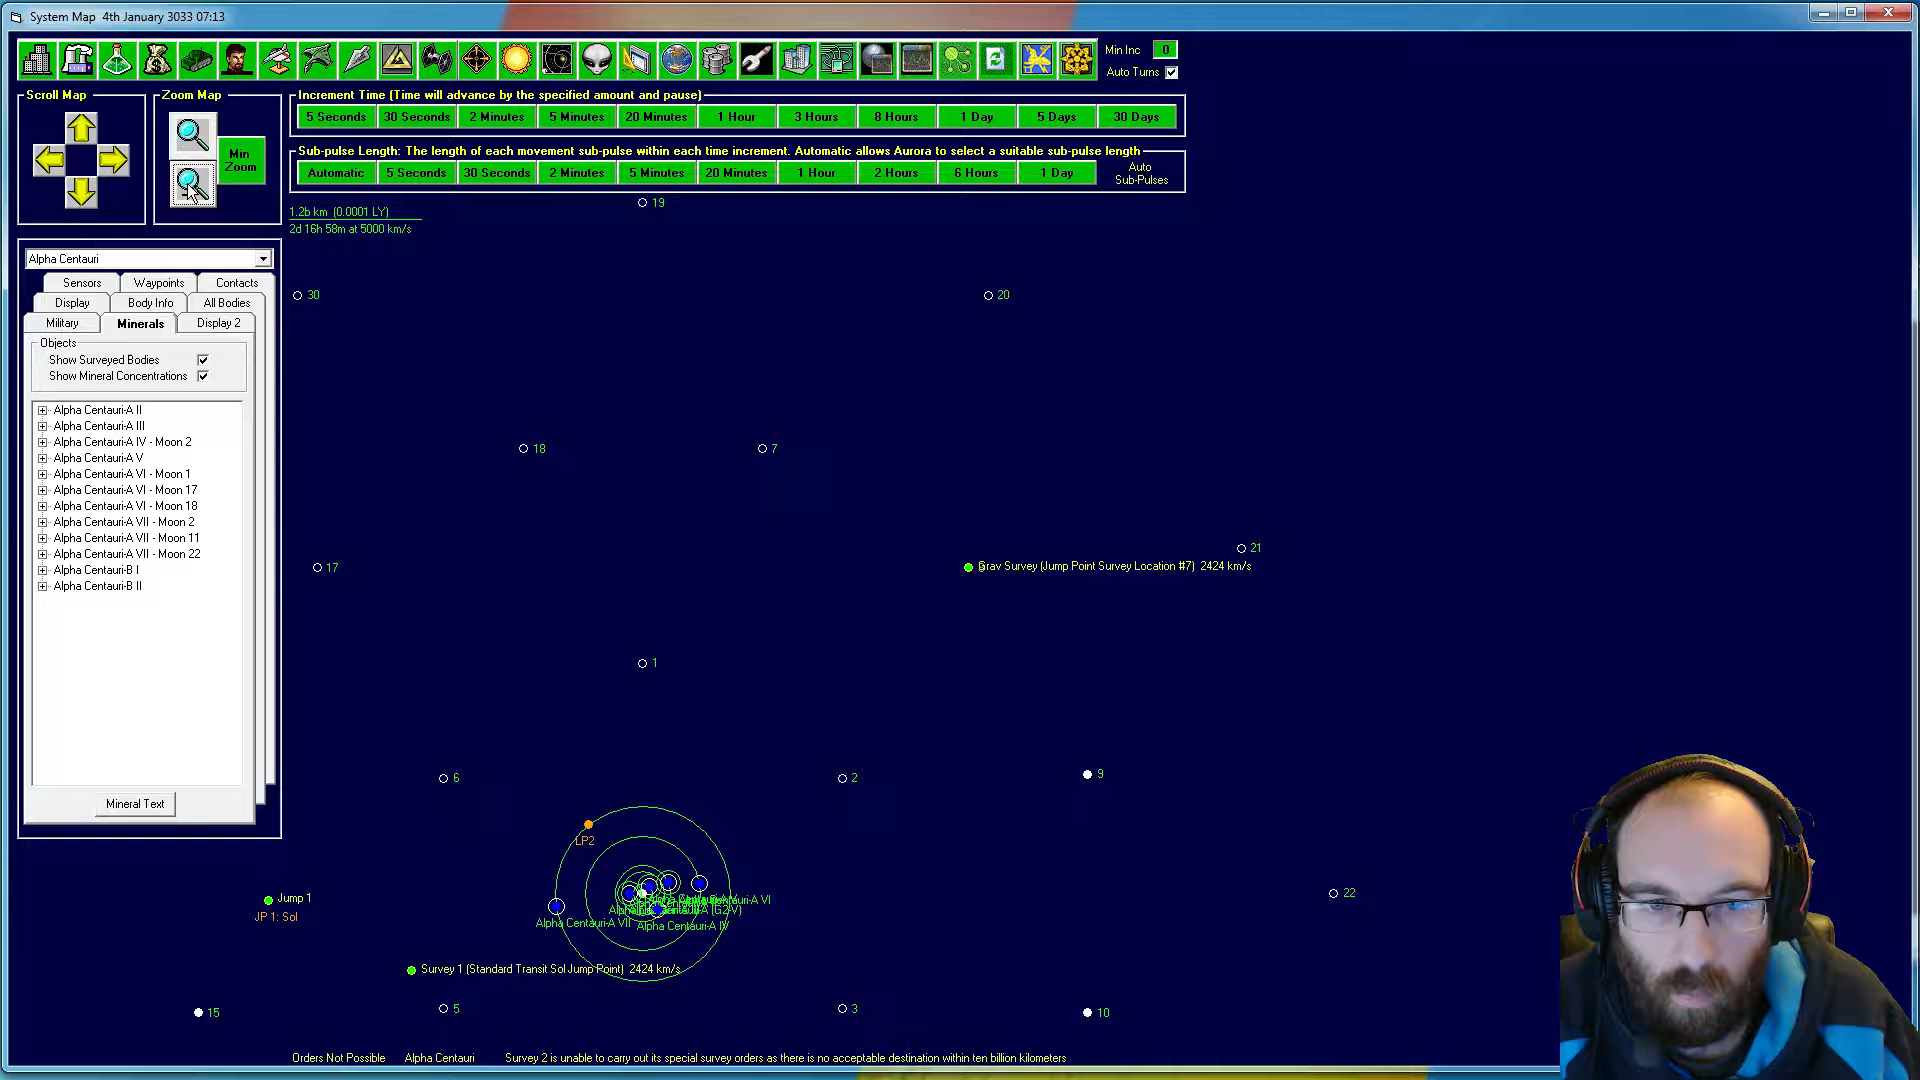 System Map  4th January 3033 07:13
Min Inc 0
Auto Turns
Scroll Map
Zoom Map
Min Zoom
Increment Time (Time will advance by the specified amount and pause)
5 Seconds 30 Seconds 2 Minutes 5 Minutes 20 Minutes 1 Hour 3 Hours 8 Hours 1 Day 5 Days 30 Days
Sub-pulse Length: The length of each movement sub-pulse within each time increment. Automatic allows Aurora to select a suitable sub-pulse length
Automatic 5 Seconds 30 Seconds 2 Minutes 5 Minutes 20 Minutes 1 Hour 2 Hours 6 Hours 1 Day
Auto Sub-Pulses
1.2b km (0.0001 LY)
2d 16h 58m at 5000 km/s
Alpha Centauri
Sensors Waypoints Contacts
Display Body Info All Bodies
Military Minerals Display 2
Objects
Show Surveyed Bodies
Show Mineral Concentrations
Alpha Centauri-A II
Alpha Centauri-A III
Alpha Centauri-A IV - Moon 2
Alpha Centauri-A V
Alpha Centauri-A VI - Moon 1
Alpha Centauri-A VI - Moon 17
Alpha Centauri-A VI - Moon 18
Alpha Centauri-A VII - Moon 2
Alpha Centauri-A VII - Moon 11
Alpha Centauri-A VII - Moon 22
Alpha Centauri-B I
Alpha Centauri-B II
Mineral Text
19
30
20
18
7
21
17
Grav Survey (Jump Point Survey Location #7) 2424 km/s
1
6
2
9
LP2
Jump 1
JP 1: Sol
22
Alpha Centauri-A VII
Alpha Centauri-A IV
Survey 1 (Standard Transit Sol Jump Point) 2424 km/s
15
5
3
10
Orders Not Possible Alpha Centauri Survey 2 is unable to carry out its special survey orders as there is no acceptable destination within ten billion kilometers